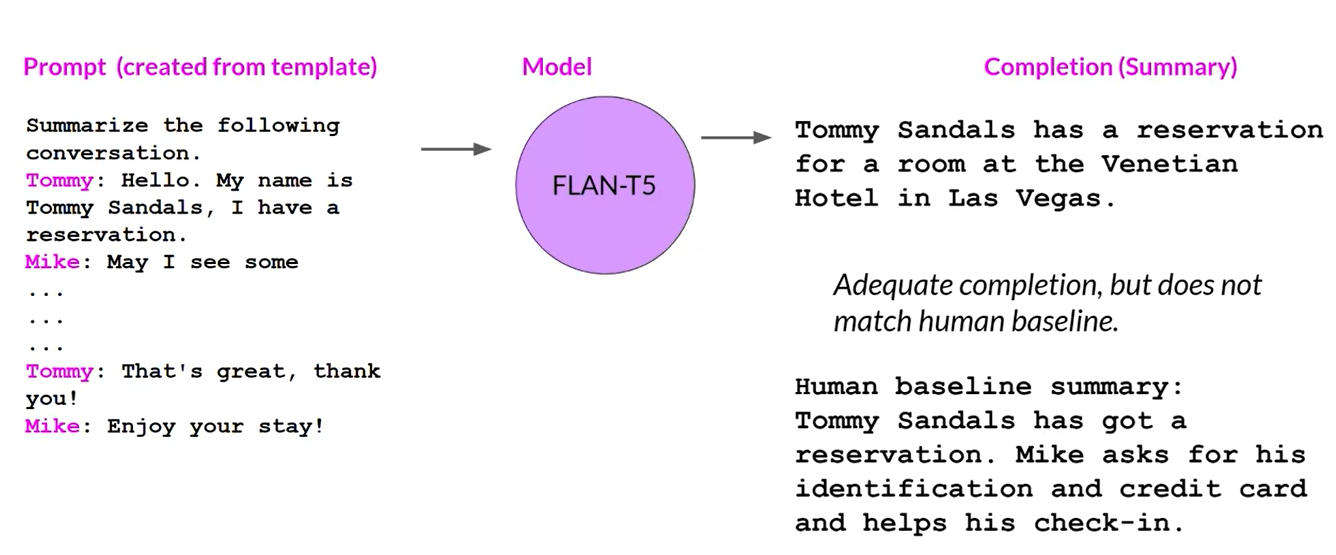 Prompt (created from template)
Summarize the following
conversation.
Tommy: Hello. My name is
Tommy Sandals, I have a
reservation.
Mike: May I see some
...
...
...
Tommy: That's great, thank
you!
Mike: Enjoy your stay!
Model
FLAN-T5
Completion (Summary)
Tommy Sandals has a reservation
for a room at the Venetian
Hotel in Las Vegas.
Adequate completion, but does not
match human baseline.
Human baseline summary:
Tommy Sandals has got a
reservation. Mike asks for his
identification and credit card
and helps his check-in.